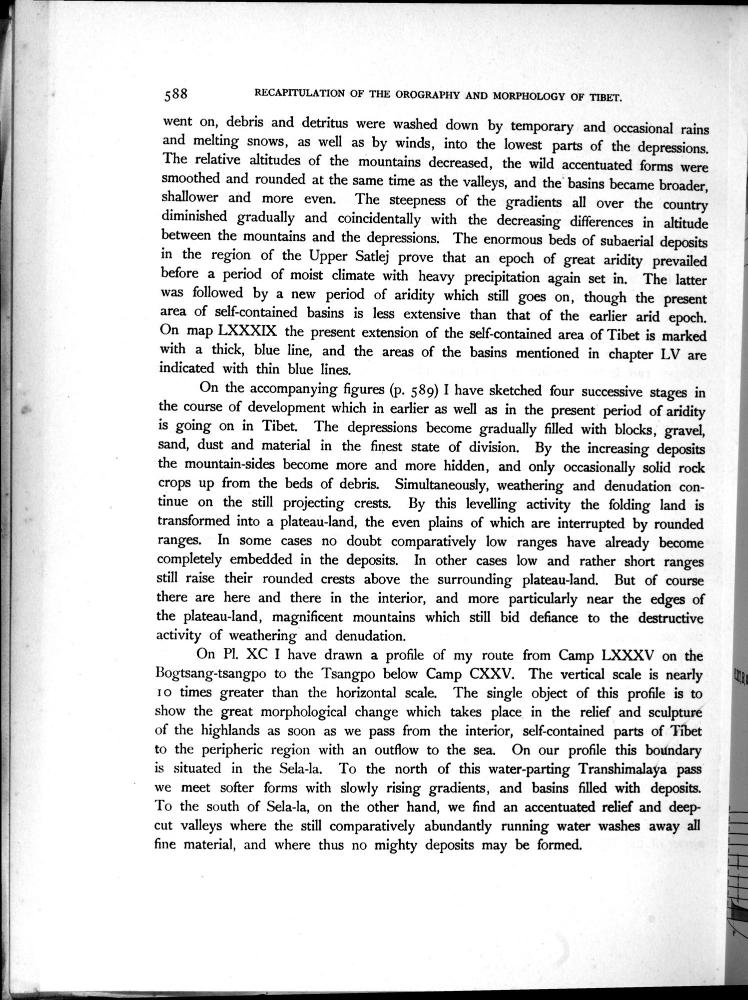 588 RECAPITULATION OF THE OROGRAPHY AND MORPHOLOGY OF TIBET.
went on, debris and detritus were washed down by temporary and occasional rains
and melting snows, as well as by winds, into the lowest parts of the depressions.
The relative altitudes of the mountains decreased, the wild accentuated forms were
smoothed and rounded at the same time as the valleys, and the basins became broader,
shallower and more even. The steepness of the gradients all over the country
diminished gradually and coincidentally with the decreasing differences in altitude
between the mountains and the depressions. The enormous beds of subaerial deposits
in the region of the Upper Satlej prove that an epoch of great aridity prevailed
before a period of moist climate with heavy precipitation again set in. The latter
was followed by a new period of aridity which still goes on, though the present
area of self-contained basins is less extensive than that of the earlier arid epoch.
On map LXXXIX the present extension of the self-contained area of Tibet is marked
with a thick, blue line, and the areas of the basins mentioned in chapter LV are
indicated with thin blue lines.
On the accompanying figures (p. 589) I have sketched four successive stages in
the course of development which in earlier as well as in the present period of aridity
is going on in Tibet. The depressions become gradually filled with blocks, gravel,
sand, dust and material in the finest state of division. By the increasing deposits
the mountain-sides become more and more hidden, and only occasionally solid rock
crops up from the beds of debris. Simultaneously, weathering and denudation con-
tinue on the still projecting crests. By this levelling activity the folding land is
transformed into a plateau-land, the even plains of which are interrupted by rounded
ranges. In some cases no doubt comparatively low ranges have already become
completely embedded in the deposits. In other cases low and rather short ranges
still raise their rounded crests above the surrounding plateau-land. But of course
there are here and there in the interior, and more particularly near the edges of
the plateau-land, magnificent mountains which still bid defiance to the destructive
activity of weathering and denudation.
On Pl. XC I have drawn a profile of my route from Camp LXXXV on the
Bogtsang-tsangpo to the Tsangpo below Camp CXXV. The vertical scale is nearly
10 times greater than the horizontal scale. The single object of this profile is to
show the great morphological change which takes place in the relief and sculpture
of the highlands as soon as we pass from the interior, self-contained parts of Tibet
to the peripheric region with an outflow to the sea. On our profile this boundary
is situated in the Sela-la. To the north of this water-parting Transhimalaya pass
we meet softer forms with slowly rising gradients, and basins filled with deposits.
To the south of Sela-la, on the other hand, we find an accentuated relief and deep-
cut valleys where the still comparatively abundantly running water washes away all
fine material, and where thus no mighty deposits may be formed.